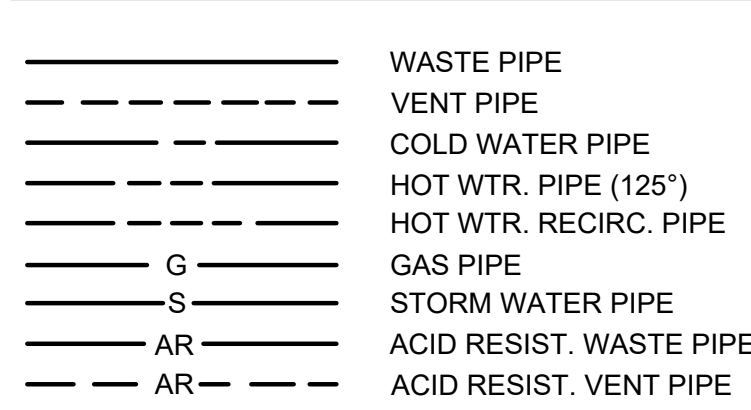 WASTE PIPE
VENT PIPE
COLD WATER PIPE
HOT WTR. PIPE (125°)
HOT WTR. RECIRC. PIPE
G GAS PIPE
S STORM WATER PIPE
AR ACID RESIST. WASTE PIPE
AR ACID RESIST. VENT PIPE